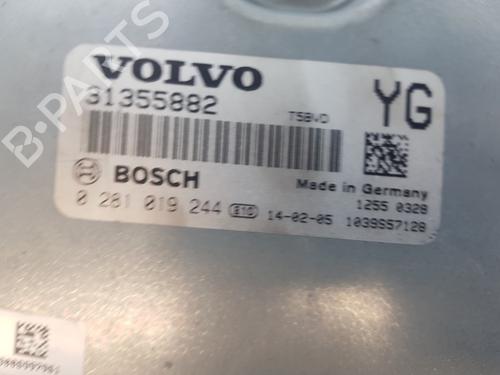 VOLVO
31355882
YG
T5BVD
BOSCH
Made in Germany
0 281 019 244 E10 14-02-05
1255 0328
1039S57128
B-PARTS